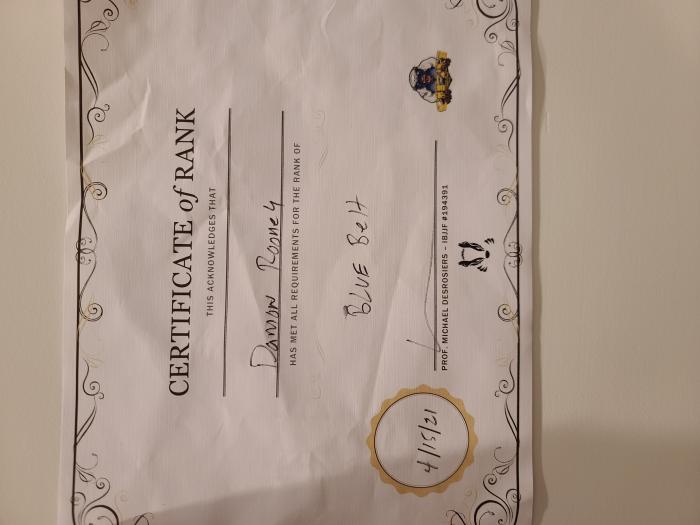 CERTIFICATE of RANK
THIS ACKNOWLEDGES THAT
Damon Rooney
HAS MET ALL REQUIREMENTS FOR THE RANK OF
BLUE Belt
PROF. MICHAEL DESROSIERS - IBJJF #194391
4/15/21